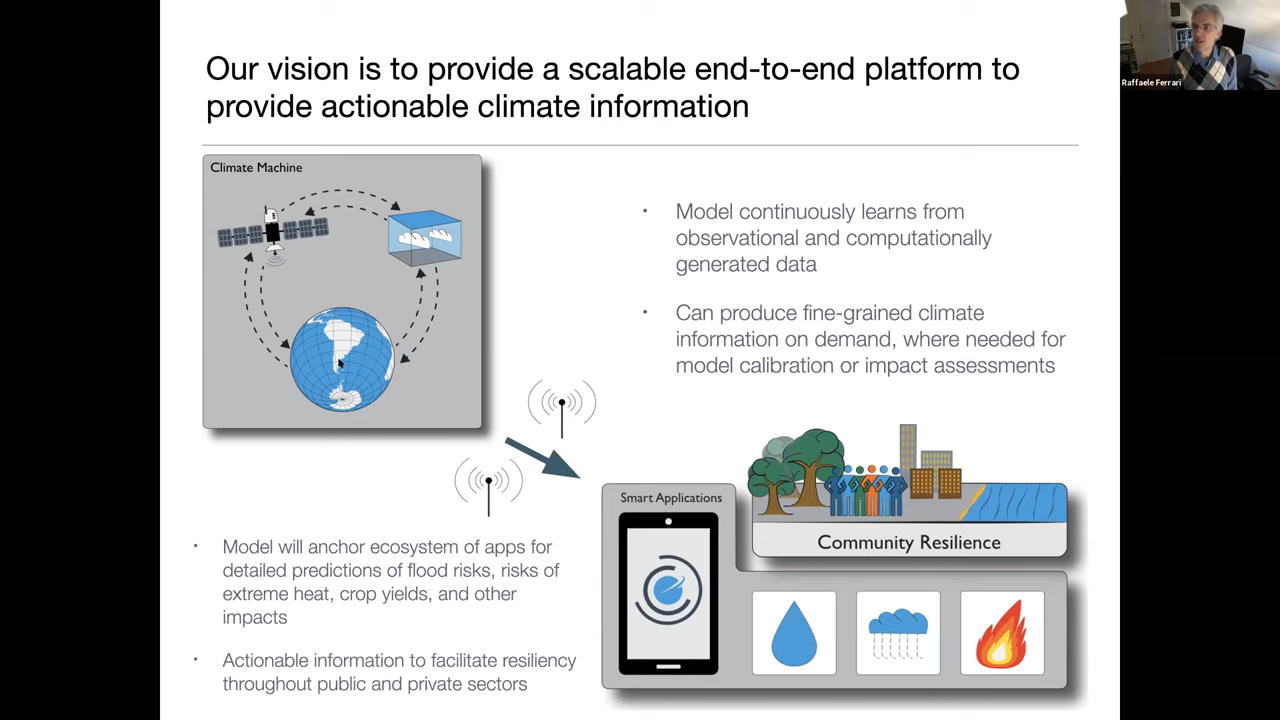 Our vision is to provide a scalable end-to-end platform to
provide actionable climate information
Raffaele Ferrari
Climate Machine
• Model continuously learns from
observational and computationally
generated data
• Can produce fine-grained climate
information on demand, where needed for
model calibration or impact assessments
• Model will anchor ecosystem of apps for
detailed predictions of flood risks, risks of
extreme heat, crop yields, and other
impacts
• Actionable information to facilitate resiliency
throughout public and private sectors
Smart Applications
Community Resilience